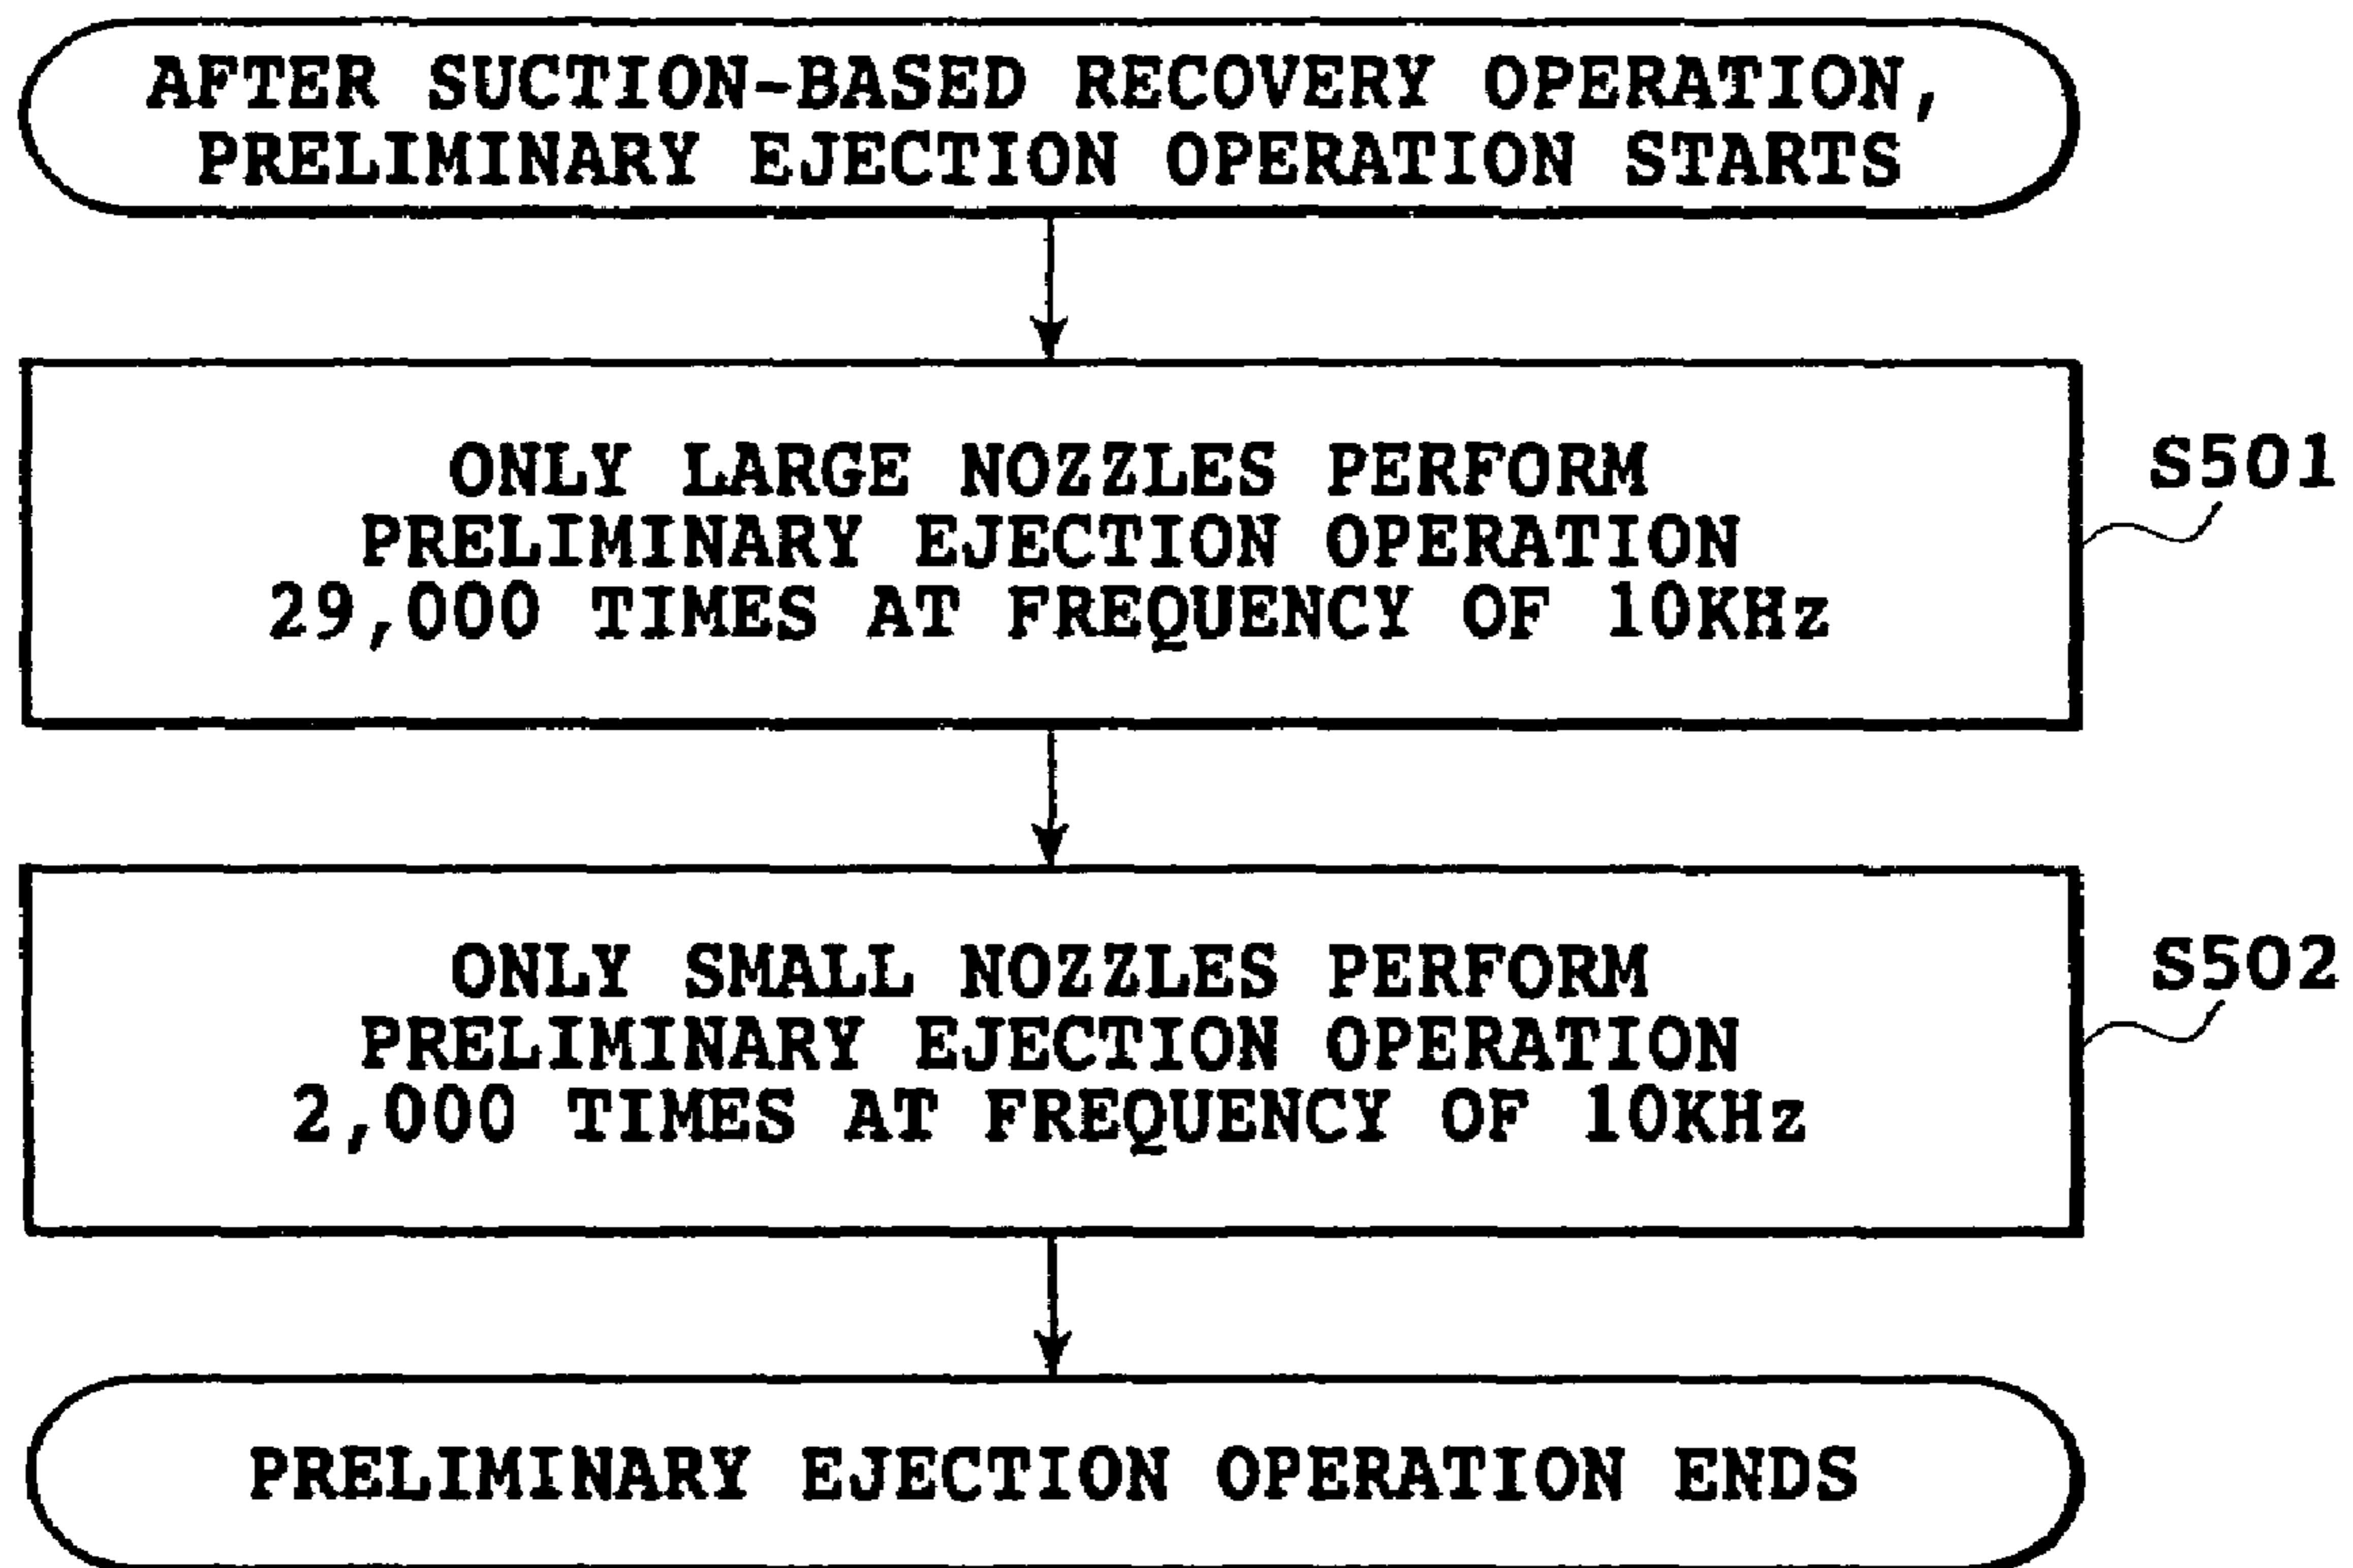 AFTER SUCTION-BASED RECOVERY OPERATION,
PRELIMINARY EJECTION OPERATION STARTS
ONLY LARGE NOZZLES PERFORM
PRELIMINARY EJECTION OPERATION
29,000 TIMES AT FREQUENCY OF 10KHz
S501
ONLY SMALL NOZZLES PERFORM
PRELIMINARY EJECTION OPERATION
2,000 TIMES AT FREQUENCY OF 10KHz
S502
PRELIMINARY EJECTION OPERATION ENDS